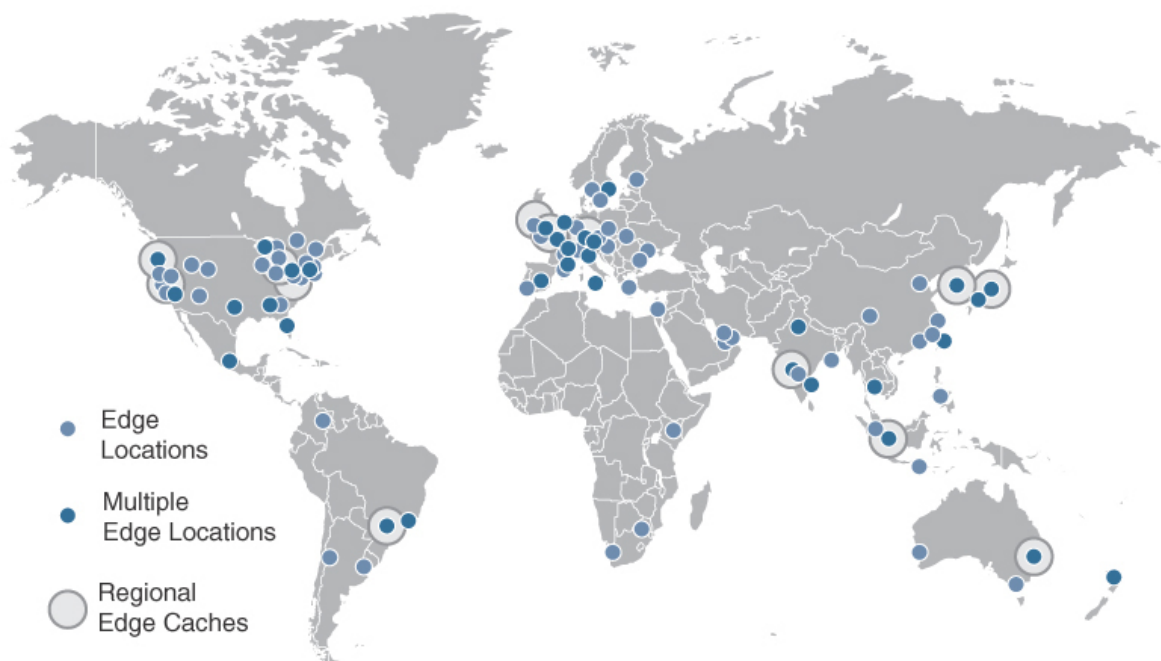 Edge
Locations
Multiple
Edge Locations
Regional
Edge Caches